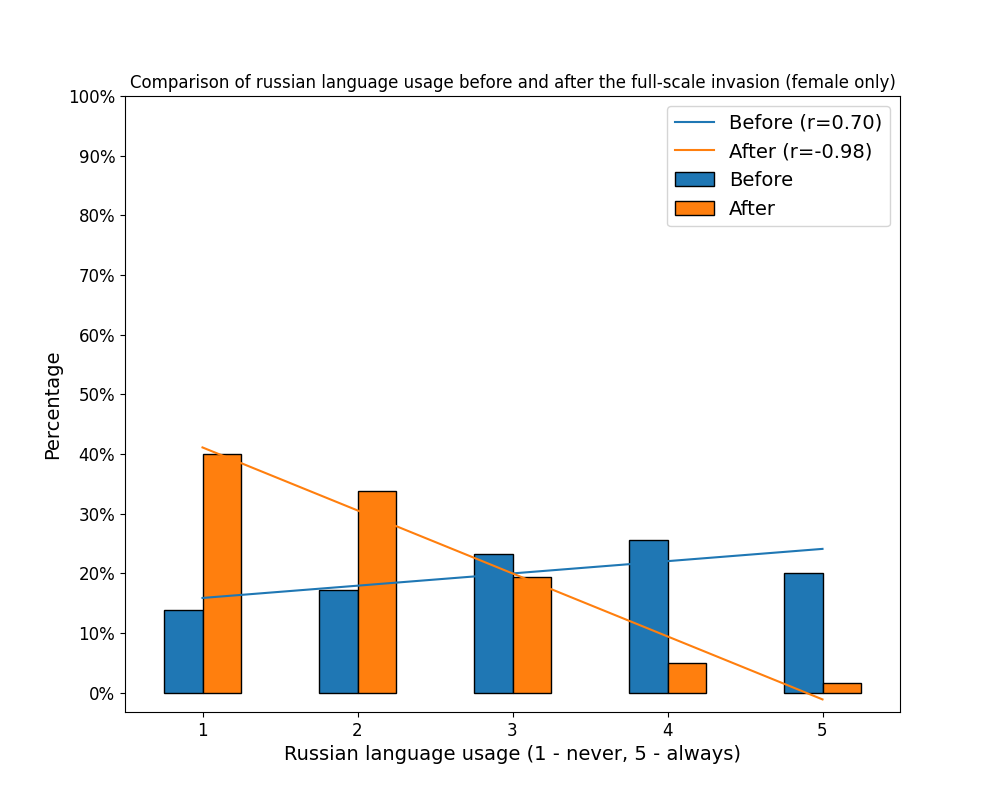 Comparison of russian language usage before and after the full-scale invasion (female only)
100%
90%
80%
70%
60%
50%
40%
30%
20%
10%
0%
Percentage
Before (r=0.70)
After (r=-0.98)
Before
After
1 2 3 4 5
Russian language usage (1 - never, 5 - always)